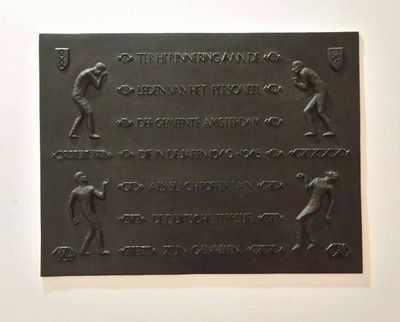 TER HERINNERING AAN DE
LEDEN VAN HET PERSONEEL
DER GEMEENTE AMSTERDAM
DIE IN DE JAREN 1940-1945
ALS SLACHTOFFER VAN
DE DUITSCHE TERREUR
ZIJN GEVALLEN